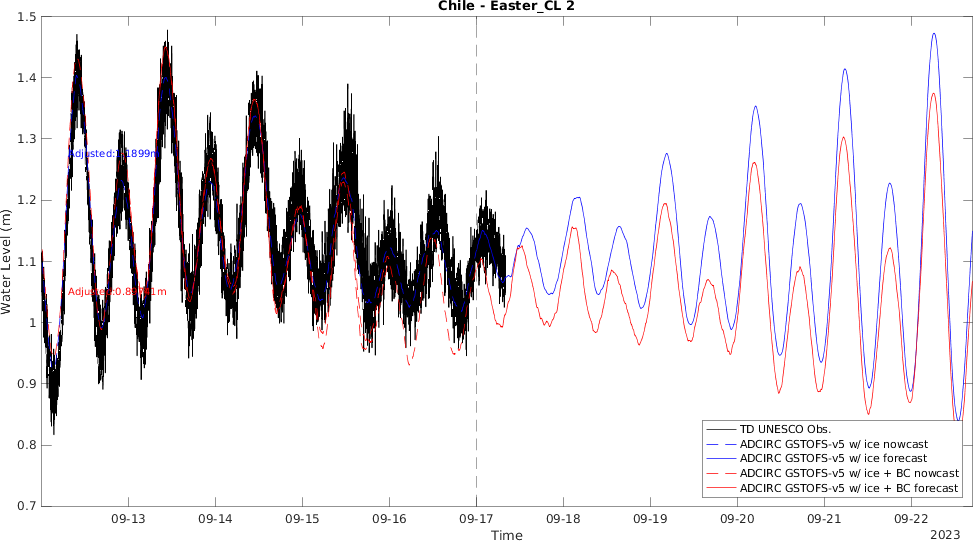 Chile - Easter_CL 2
Water Level (m)
1.5
1.4
1.3
1.2
1.1
1
0.9
0.8
0.7
TD UNESCO Obs.
ADCIRC GSTOFS-v5 w/ ice nowcast
ADCIRC GSTOFS-v5 w/ ice forecast
ADCIRC GSTOFS-v5 w/ ice + BC nowcast
ADCIRC GSTOFS-v5 w/ ice + BC forecast
09-13 09-14 09-15 09-16 09-17 09-18 09-19 09-20 09-21 09-22
2023
Time